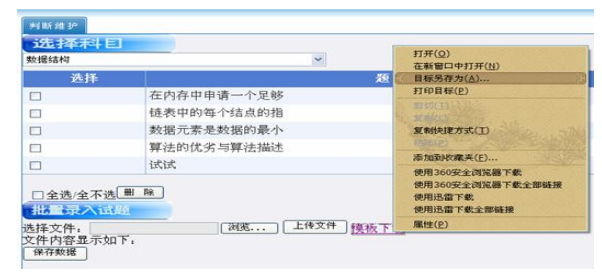 判断维护
选择科目
数据结构
选择 题
在内存中申请一个足够
链表中的每个结点的指
数据元素是数据的最小
算法的优劣与算法描述
试试
全选/全不选 删 除
批量录入试题
选择文件： 浏览... 上传文件 模板下
文件内容显示如下：
保存数据
打开(O)
在新窗口中打开(N)
目标另存为(A)...
打印目标(P)
剪切(T)
复制快捷方式(T)
添加到收藏夹(F)...
使用360安全浏览器下载
使用360安全浏览器下载全部链接
使用迅雷下载
使用迅雷下载全部链接
属性(P)